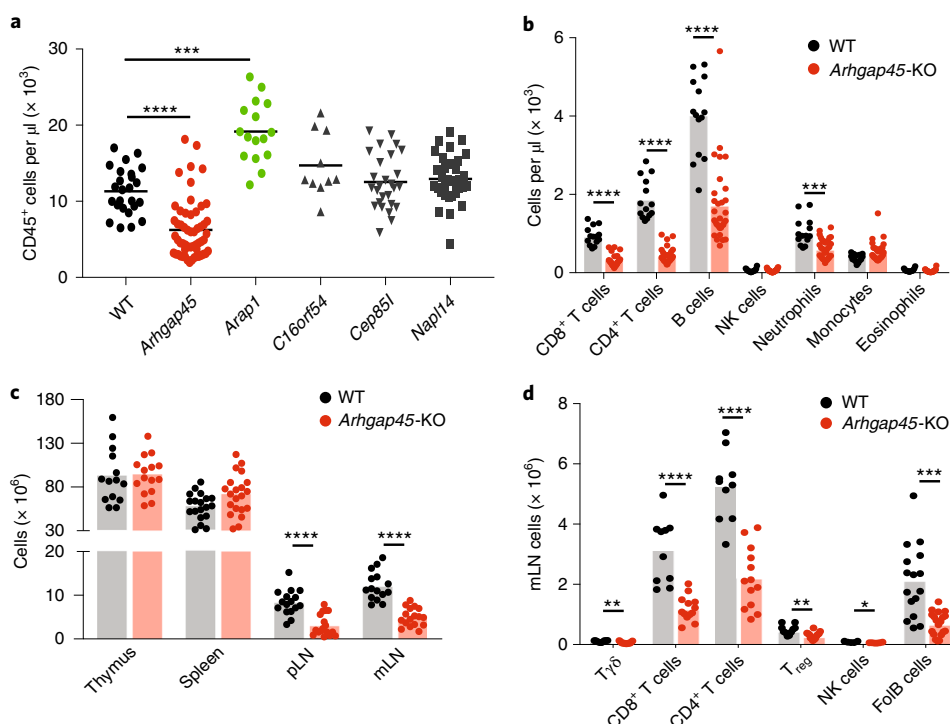 a
CD45+ cells per µl (× 10³)
30
20
10
0
***
****
WT
Arhgap45
Arap1
C16orf54
Cep85l
Napl14
b
Cells per µl (× 10³)
6
4
2
0
WT
Arhgap45-KO
****
****
****
***
CD8+ T cells
CD4+ T cells
B cells
NK cells
Neutrophils
Monocytes
Eosinophils
c
Cells (× 10⁶)
180
130
80
30
20
10
0
WT
Arhgap45-KO
****
****
Thymus
Spleen
pLN
mLN
d
mLN cells (× 10⁶)
8
6
4
2
0
WT
Arhgap45-KO
**
****
****
**
*
***
Tγδ
CD8+ T cells
CD4+ T cells
Treg
NK cells
FolB cells